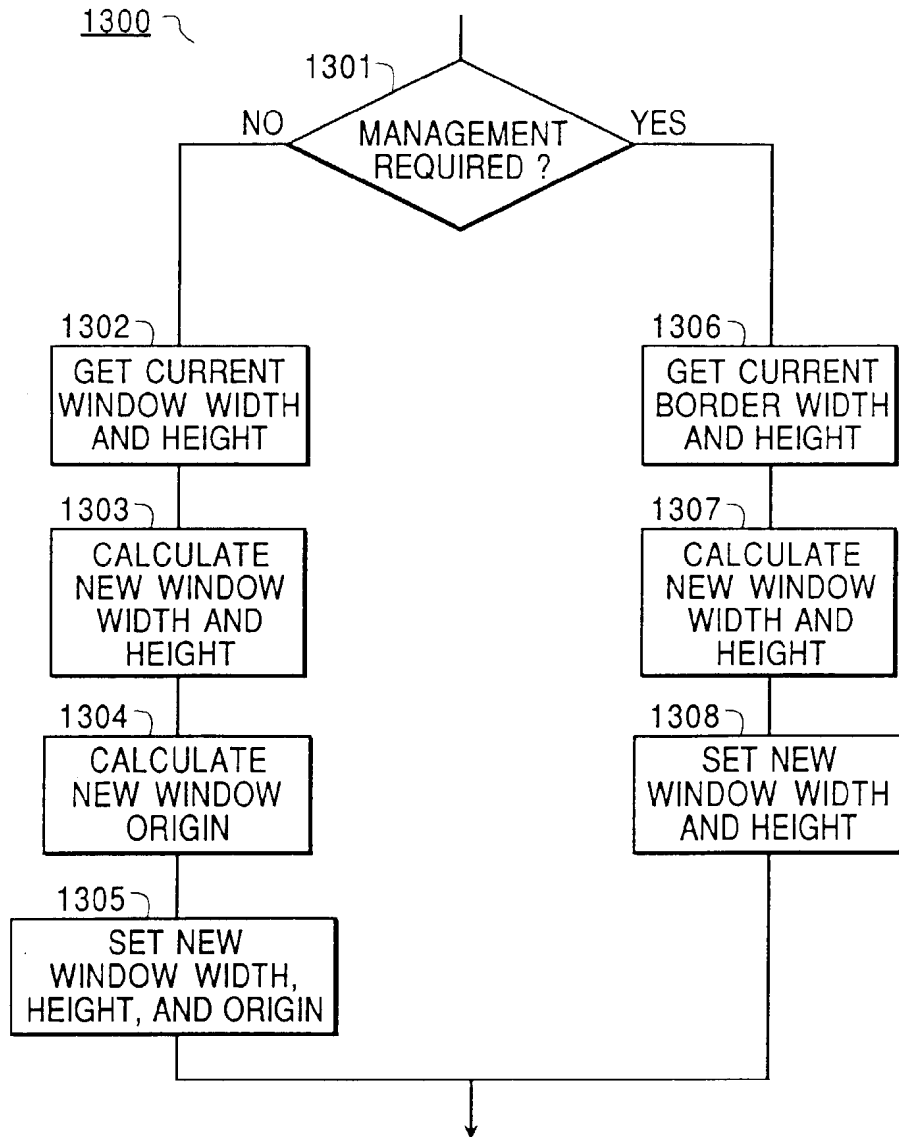 1300
1301
NO
YES
MANAGEMENT
REQUIRED ?
1302
GET CURRENT
WINDOW WIDTH
AND HEIGHT
1303
CALCULATE
NEW WINDOW
WIDTH AND
HEIGHT
1304
CALCULATE
NEW WINDOW
ORIGIN
1305
SET NEW
WINDOW WIDTH,
HEIGHT, AND ORIGIN
1306
GET CURRENT
BORDER WIDTH
AND HEIGHT
1307
CALCULATE
NEW WINDOW
WIDTH AND
HEIGHT
1308
SET NEW
WINDOW WIDTH
AND HEIGHT